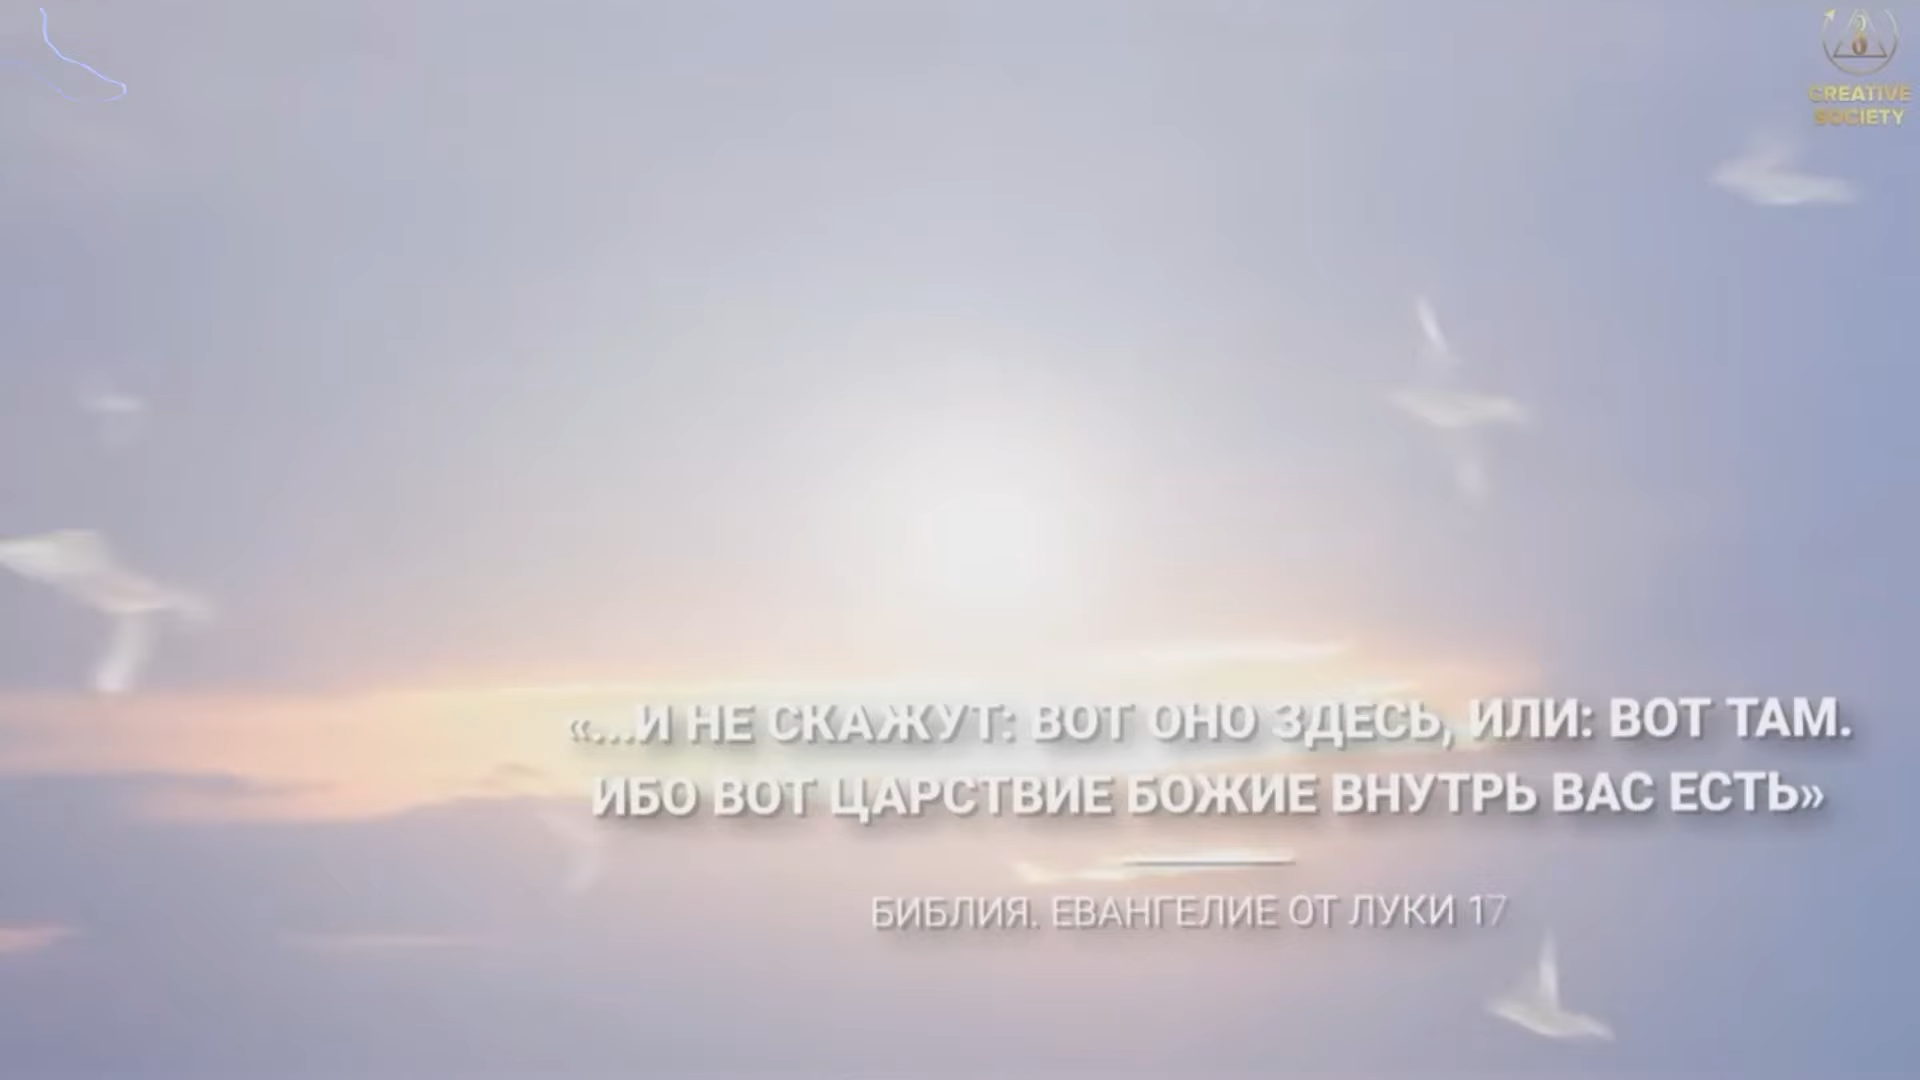 CREATIVE
SOCIETY
«...И НЕ СКАЖУТ: ВОТ ОНО ЗДЕСЬ, ИЛИ: ВОТ ТАМ.
ИБО ВОТ ЦАРСТВИЕ БОЖИЕ ВНУТРЬ ВАС ЕСТЬ»
БИБЛИЯ. ЕВАНГЕЛИЕ ОТ ЛУКИ 17